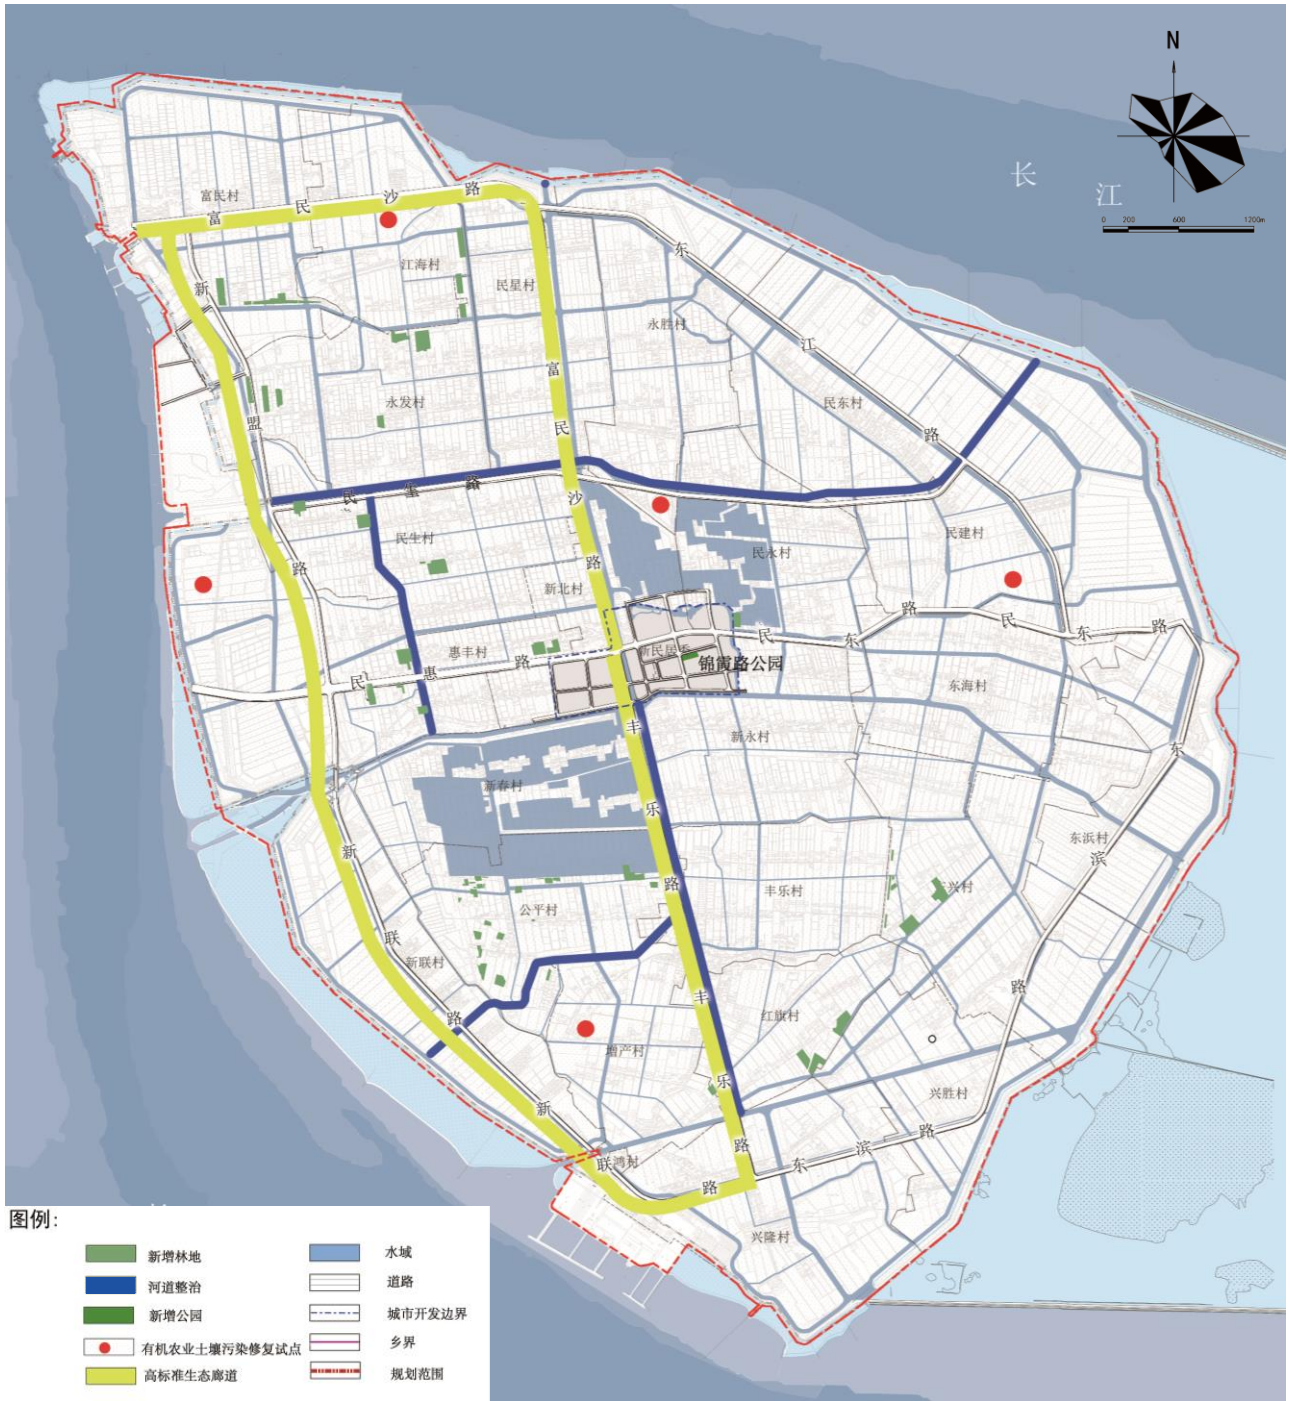 N
长江
0 200 600 1200m
富民村
富民沙路
江海村
民星村
东江路
新盟路
永胜村
永发村
民东村
富民沙路
民生路
民生村
民永村
民建村
新北村
惠丰村
民惠路
新民居委
锦霞路公园
民东路
民东路
东海村
新永村
新春村
丰乐路
东滨路
东浜村
丰乐村
公平村
新联路
新联村
丰乐路
红旗村
增产村
兴胜村
新联路
东滨路
兴隆村
图例:
新增林地
水域
河道整治
道路
新增公园
城市开发边界
有机农业土壤污染修复试点
乡界
高标准生态廊道
规划范围